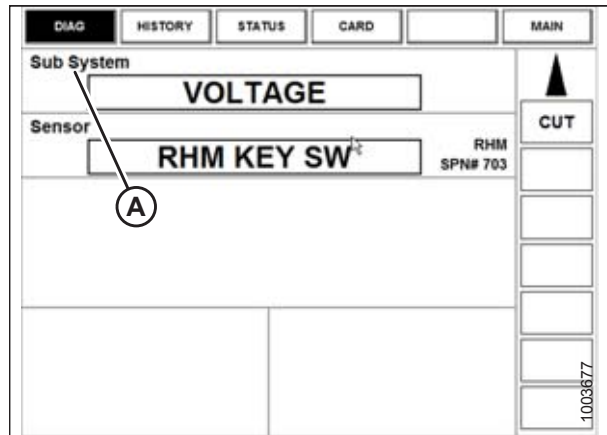 DIAG HISTORY STATUS CARD MAIN
Sub System
VOLTAGE
CUT
Sensor
RHM KEY SW
RHM
SPN# 703
A
1003677